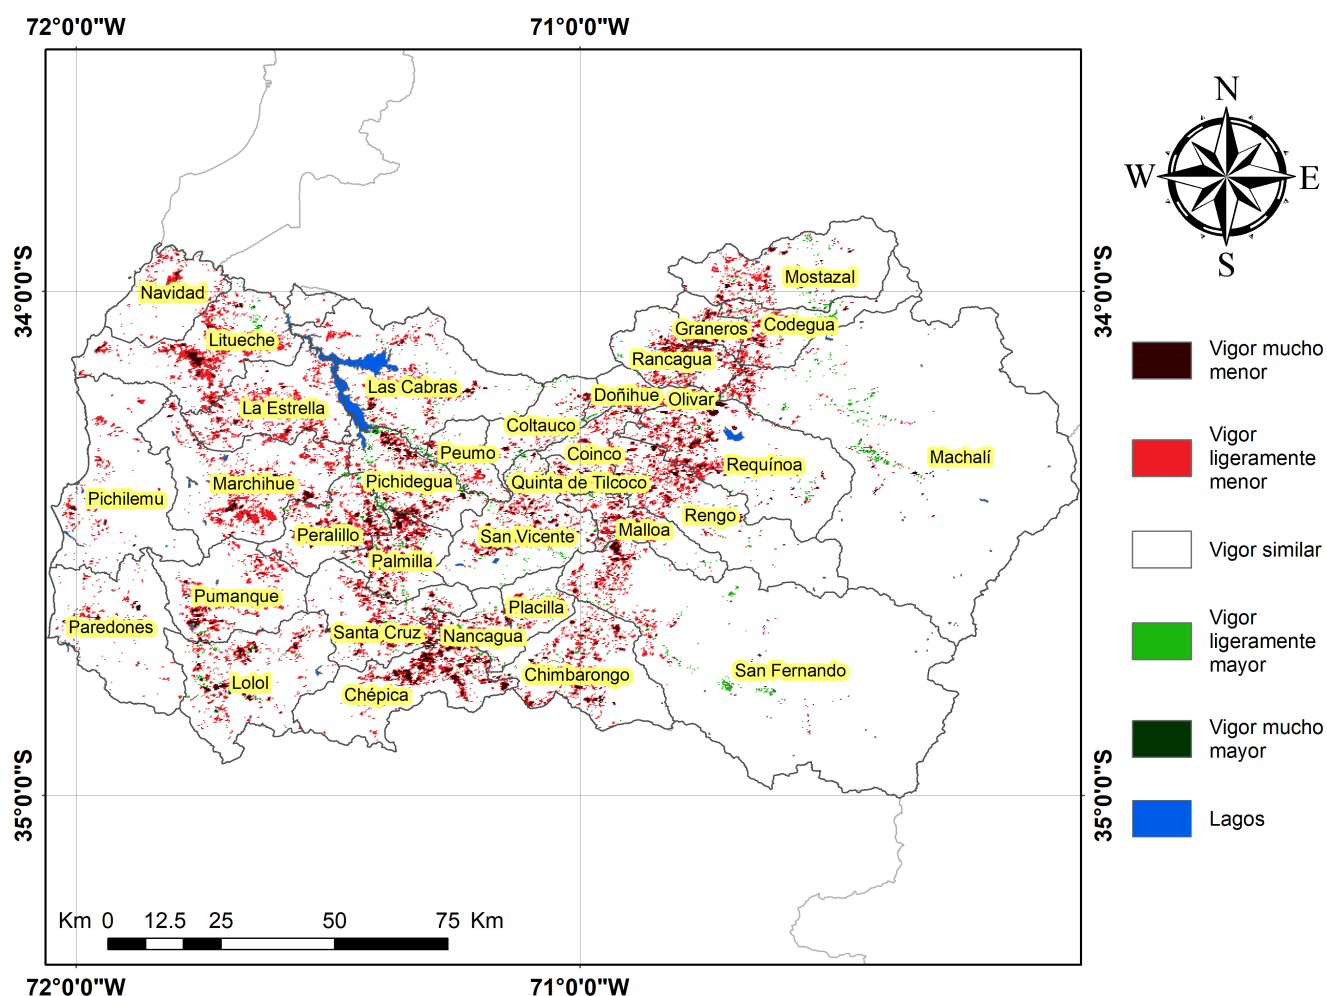 72°0'0"W
71°0'0"W
N
W
E
S
34°0'0"S
34°0'0"S
Mostazal
Navidad
Graneros
Codegua
Litueche
Rancagua
Vigor mucho
menor
Las Cabras
Doñihue
Olivar
La Estrella
Coltauco
Vigor
ligeramente
menor
Peumo
Coinco
Requínoa
Machalí
Marchihue
Pichidegua
Quinta de Tilcoco
Pichilemu
Rengo
Peralillo
San Vicente
Malloa
Vigor similar
Palmilla
Pumanque
Placilla
Paredones
Santa Cruz
Nancagua
Vigor
ligeramente
mayor
Lolol
Chépica
Chimbarongo
San Fernando
Vigor mucho
mayor
35°0'0"S
35°0'0"S
Lagos
Km 0 12.5 25 50 75 Km
72°0'0"W
71°0'0"W